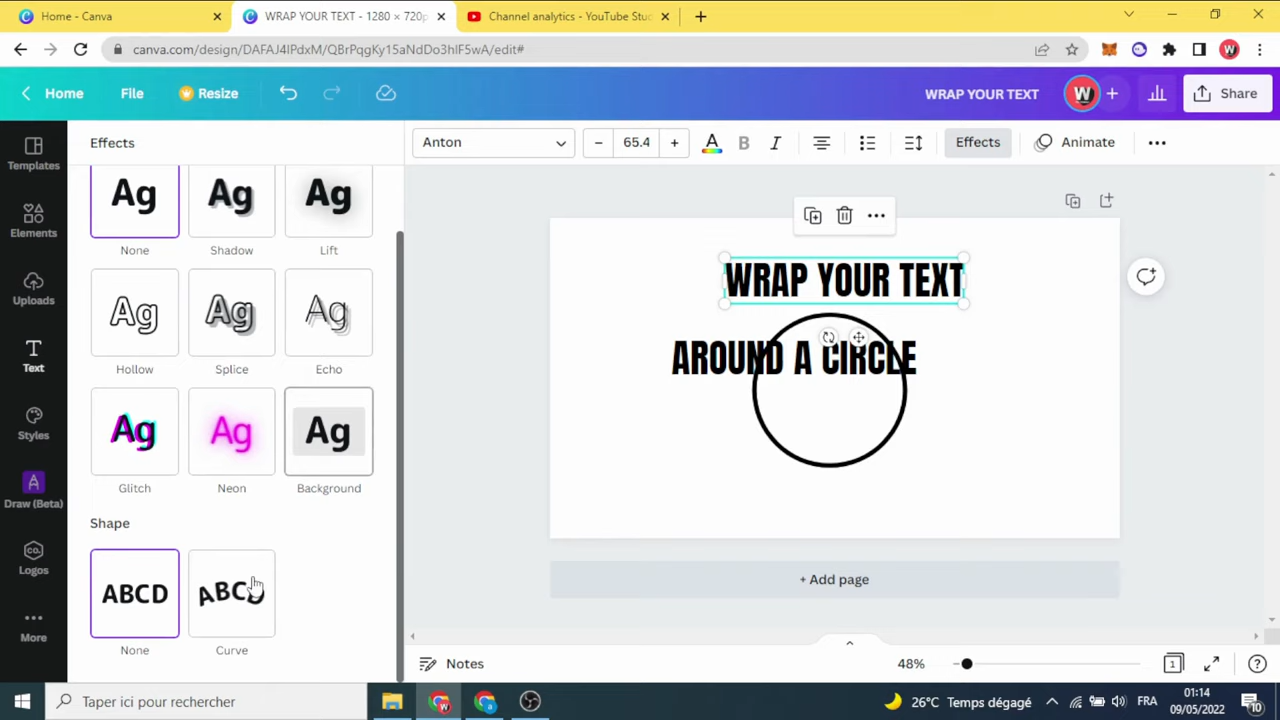 Home - Canva
WRAP YOUR TEXT - 1280 × 720p
Channel analytics - YouTube Stu
canva.com/design/DAFAJ4lPdxM/QBrPqgKy15aNdDo3hlF5wA/edit#
Home
File
Resize
WRAP YOUR TEXT
Share
Effects
Anton
65.4
A
B
I
Effects
Animate
Templates
Elements
Uploads
Text
Styles
Draw (Beta)
Logos
More
Ag
Ag
Ag
None
Shadow
Lift
Ag
Ag
Ag
Hollow
Splice
Echo
Ag
Ag
Ag
Glitch
Neon
Background
Shape
ABCD
ABCD
None
Curve
WRAP YOUR TEXT
AROUND A CIRCLE
+ Add page
Notes
48%
1
Taper ici pour rechercher
26°C Temps dégagé
FRA
01:14
09/05/2022
10